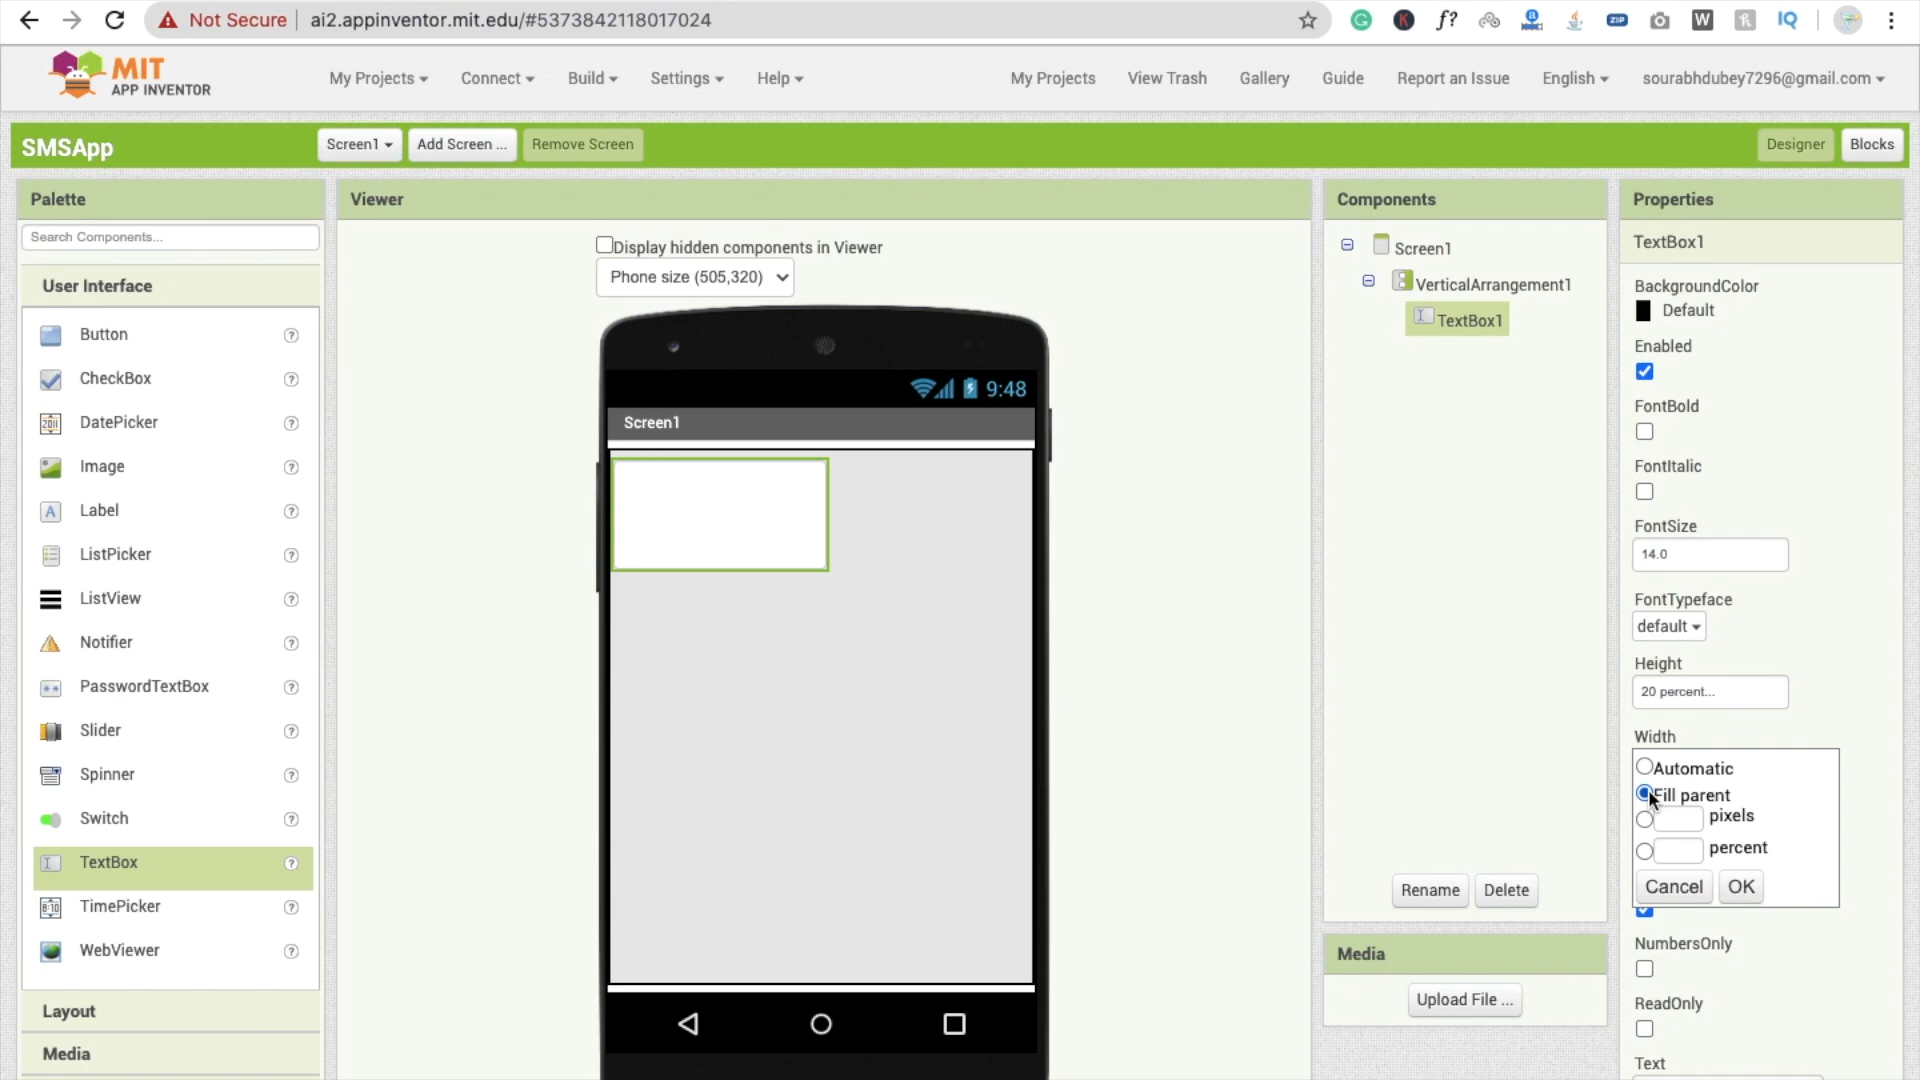 Not Secure ai2.appinventor.mit.edu/#5373842118017024
MIT
APP INVENTOR
My Projects Connect Build Settings Help My Projects View Trash Gallery Guide Report an Issue English sourabhdubey7296@gmail.com
SMSApp Screen1 Add Screen ... Remove Screen Designer Blocks
Palette
Search Components...
User Interface
Button
CheckBox
DatePicker
Image
Label
ListPicker
ListView
Notifier
PasswordTextBox
Slider
Spinner
Switch
TextBox
TimePicker
WebViewer
Layout
Media
Viewer
Display hidden components in Viewer
Phone size (505,320)
9:48
Screen1
Components
Screen1
VerticalArrangement1
TextBox1
Rename Delete
Media
Upload File ...
Properties
TextBox1
BackgroundColor
Default
Enabled
FontBold
FontItalic
FontSize
14.0
FontTypeface
default
Height
20 percent...
Width
Automatic
Fill parent
pixels
percent
Cancel OK
NumbersOnly
ReadOnly
Text